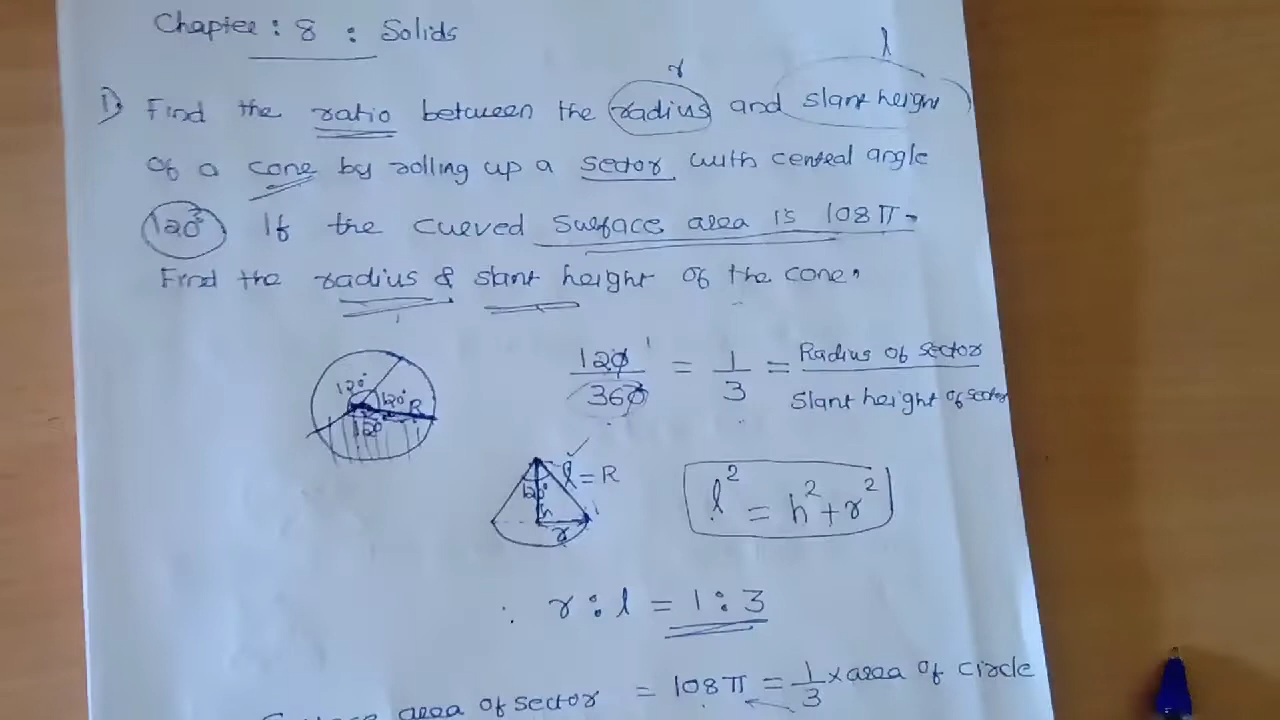 Chapter : 8 : Solids
r
l
1) Find the ratio between the radius and slant height
of a cone by rolling up a sector with central angle
120° If the curved surface area is 108π.
Find the radius & slant height of the cone.
120/360 = 1/3 = Radius of sector/Slant height of sector
120° 120° R
120°
l = R
120°
h
r
l² = h² + r²
∴ r : l = 1 : 3
area of sector = 108π = 1/3 × area of circle